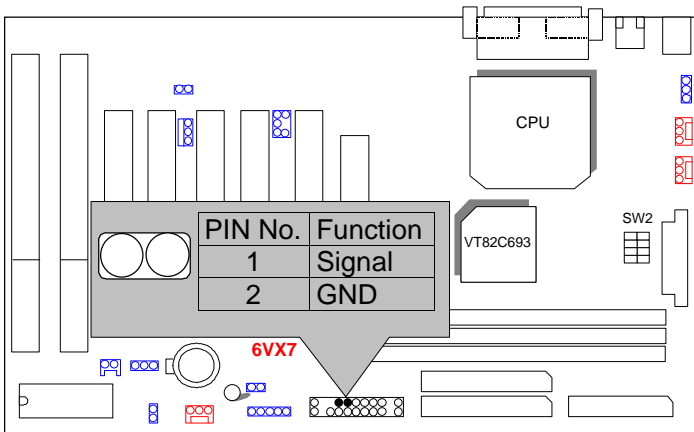 CPU
SW2
VT82C693
PIN No. Function
1 Signal
2 GND
6VX7